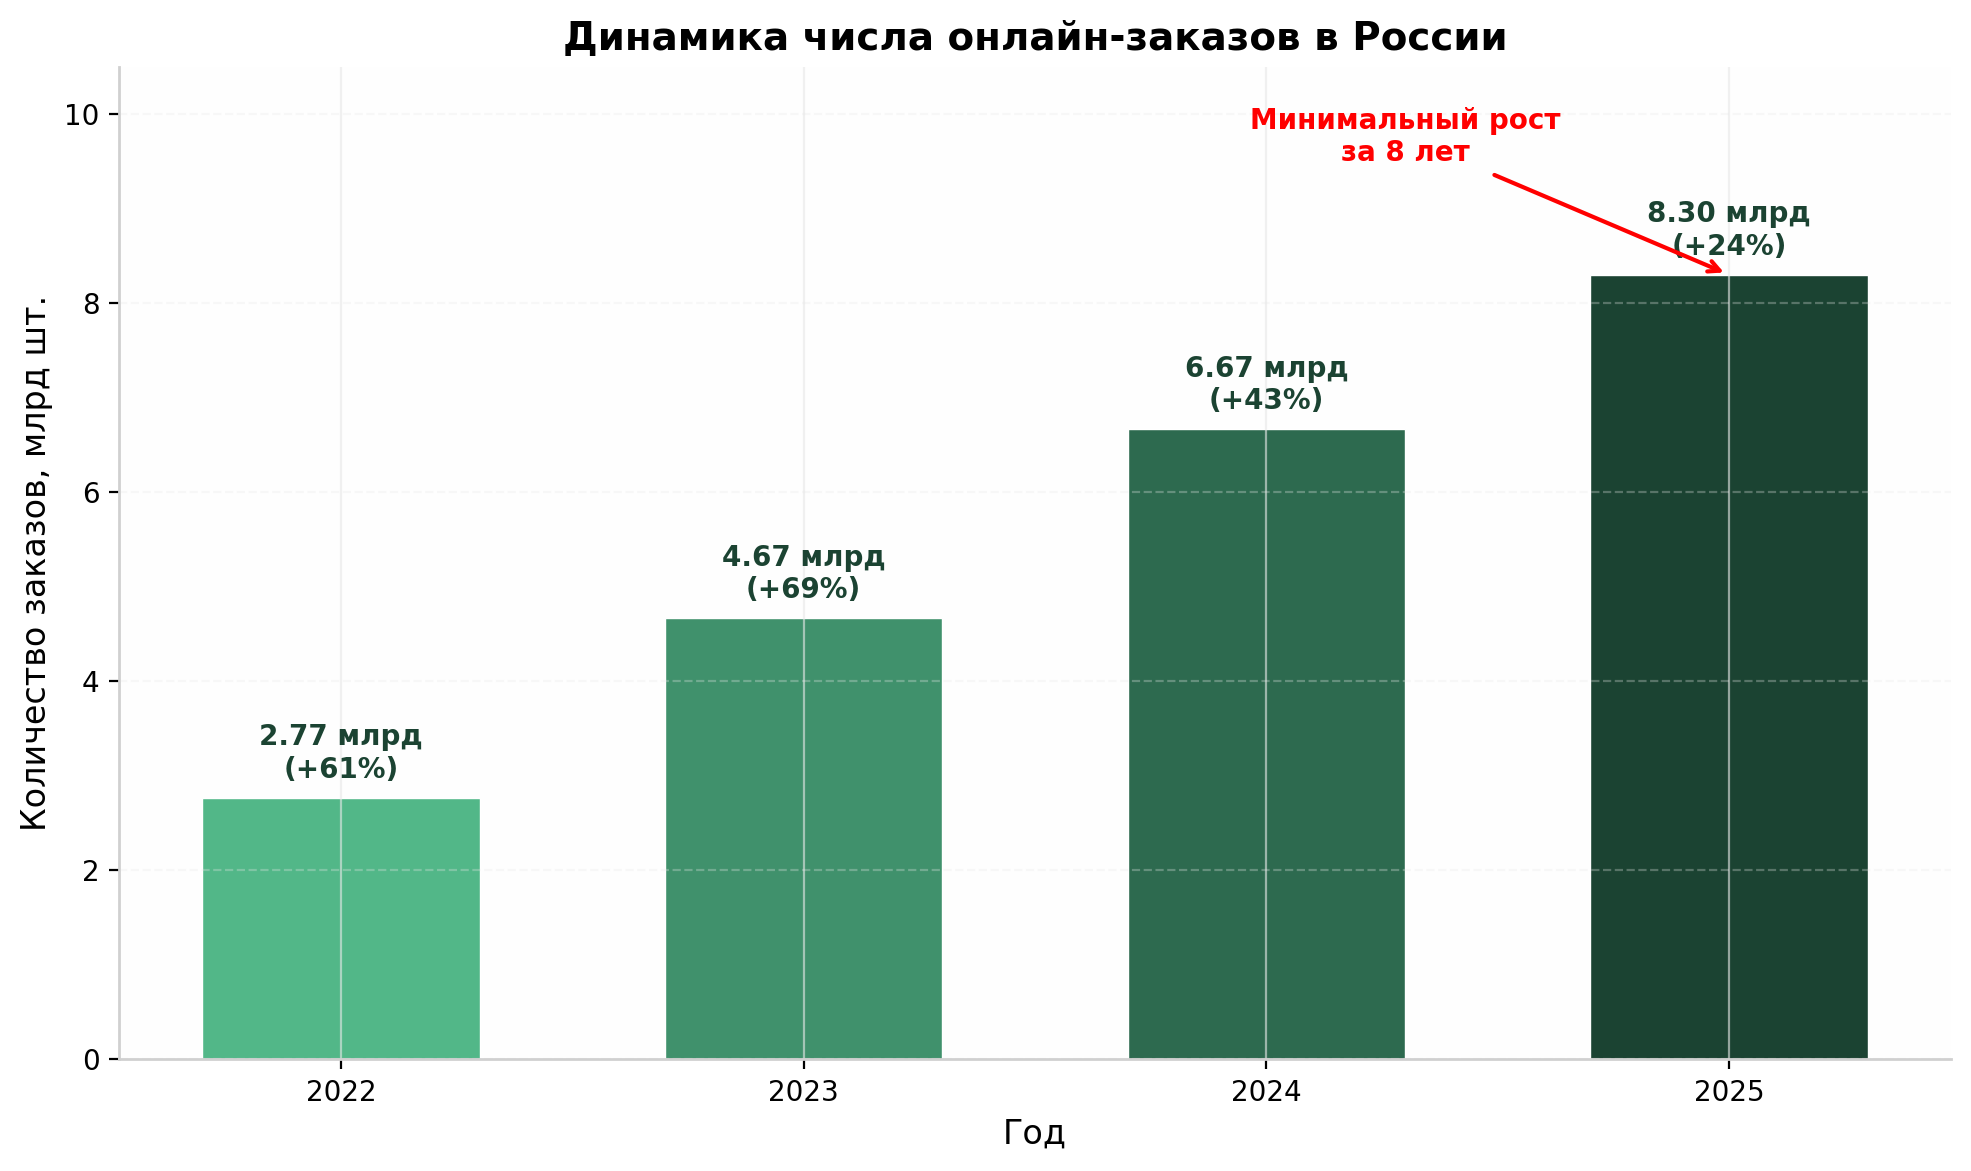 Динамика числа онлайн-заказов в России
Количество заказов, млрд шт.
10
8
6
4
2
0
Минимальный рост
за 8 лет
2.77 млрд
(+61%)
4.67 млрд
(+69%)
6.67 млрд
(+43%)
8.30 млрд
(+24%)
2022
2023
2024
2025
Год